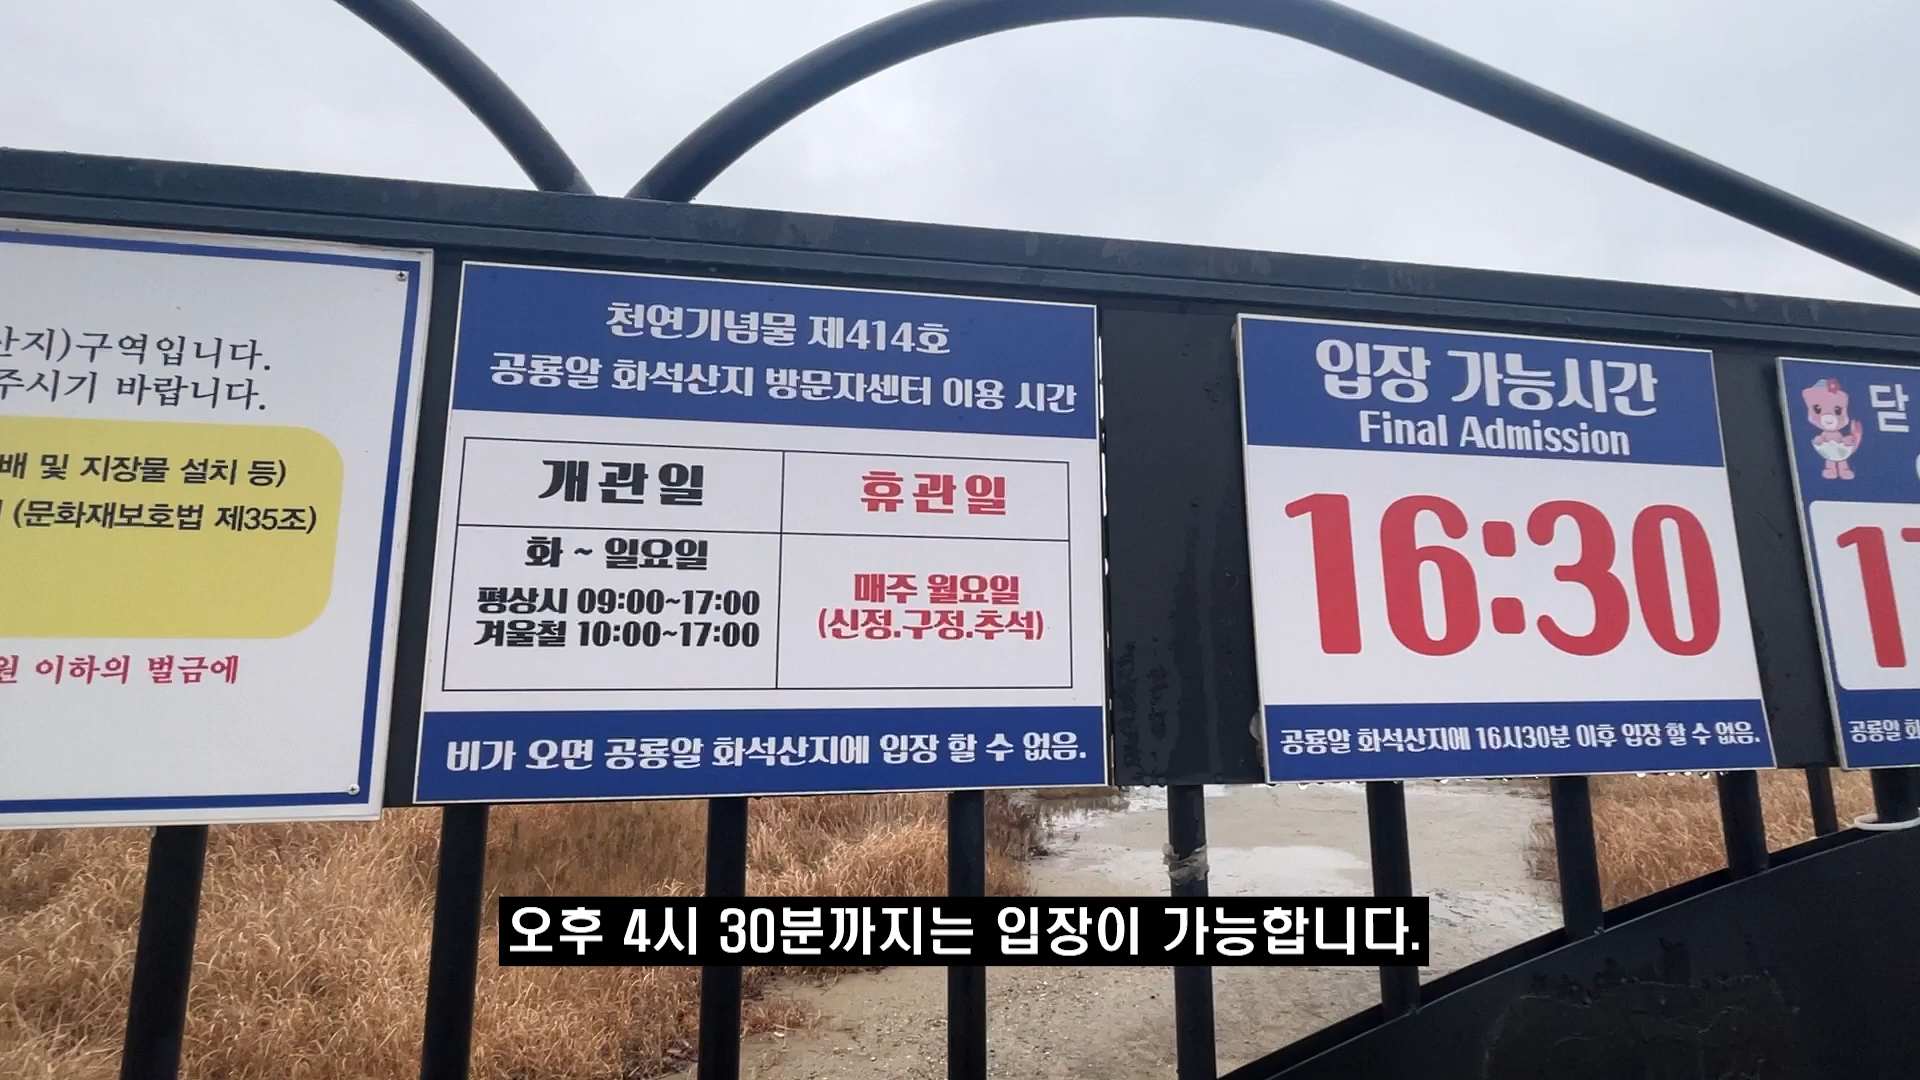 산지)구역입니다.
주시기 바랍니다.
배 및 지장물 설치 등)
(문화재보호법 제35조)
원 이하의 벌금에
천연기념물 제414호
공룡알 화석산지 방문자센터 이용 시간
개관일
휴관일
화 ~ 일요일
평상시 09:00~17:00
겨울철 10:00~17:00
매주 월요일
(신정.구정.추석)
비가 오면 공룡알 화석산지에 입장 할 수 없음.
입장 가능시간
Final Admission
16:30
공룡알 화석산지에 16시30분 이후 입장 할 수 없음.
닫
공룡알 화
오후 4시 30분까지는 입장이 가능합니다.